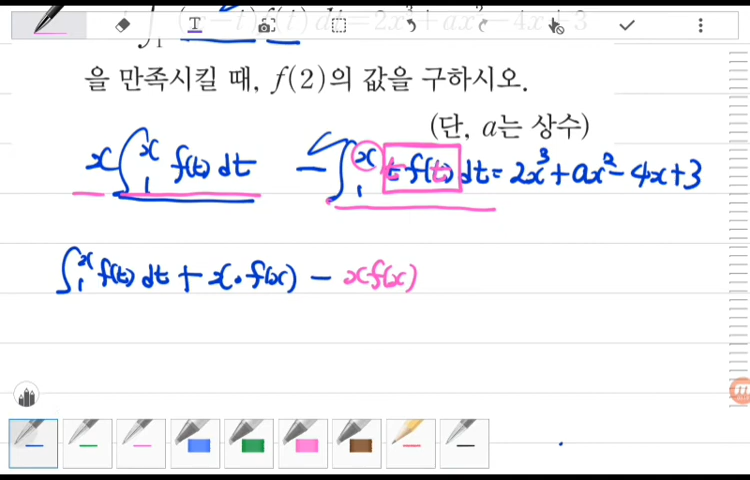 ∫₁ (x−t)f(t)dt=2x³+ax²−4x+3
을 만족시킬 때, f(2)의 값을 구하시오.
(단, a는 상수)
x∫₁ˣ f(t)dt − ∫₁ˣ tf(t)dt = 2x³+ax²−4x+3
∫₁ˣ f(t)dt + x·f(x) − xf(x)